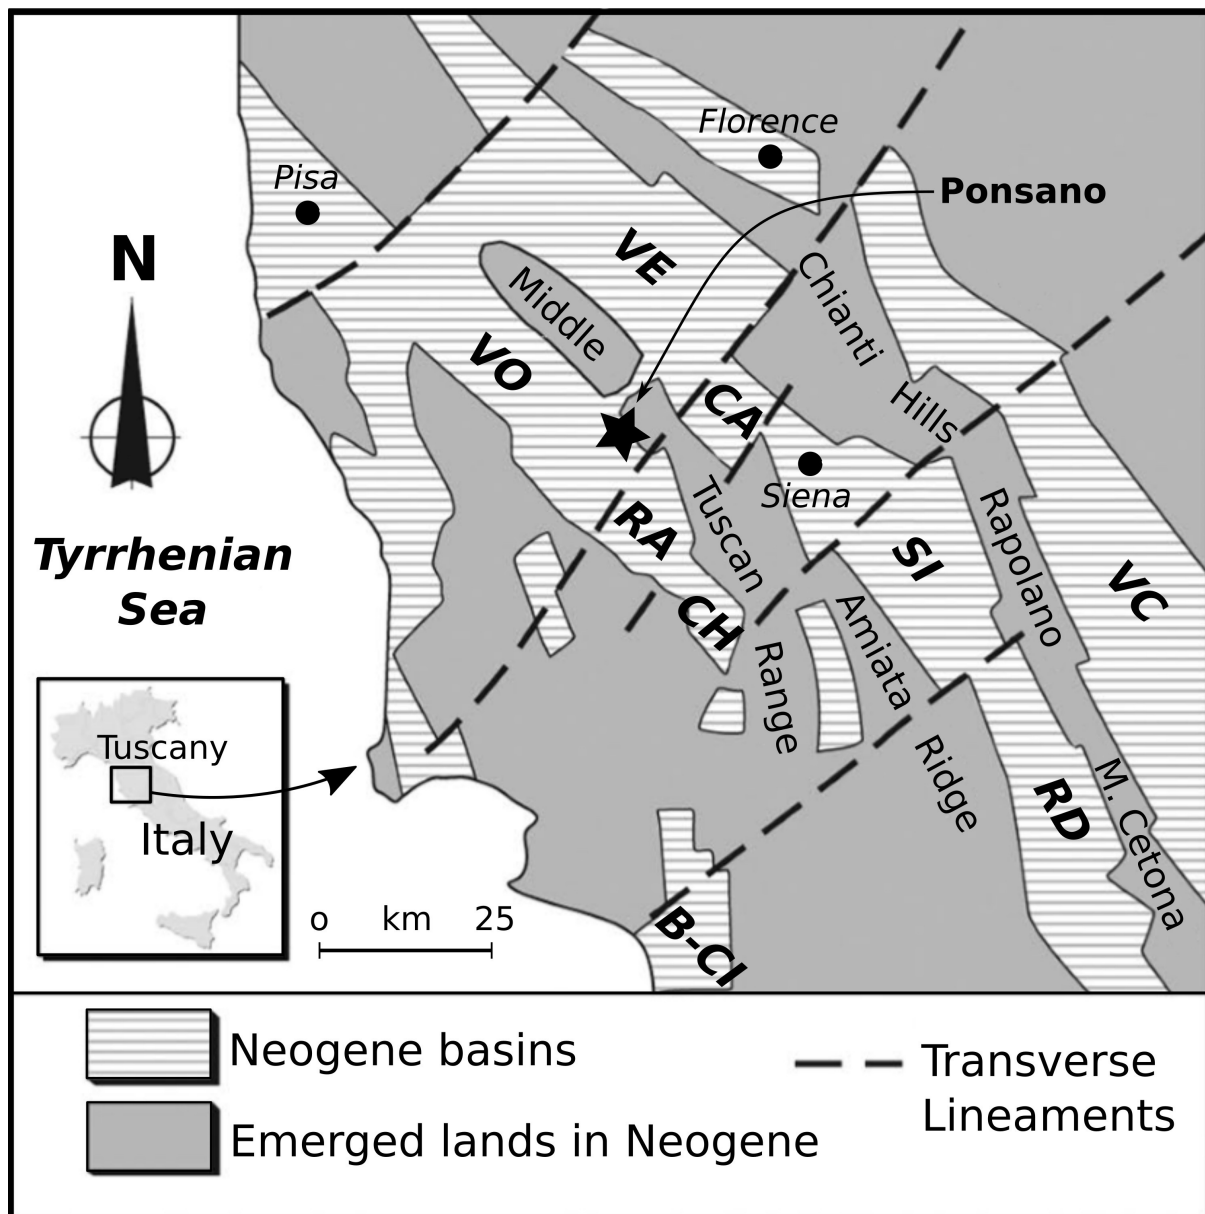 Florence
Pisa
Ponsano
N
VE
Chianti
Middle
VO
CA
Hills
Siena
Tuscan
RA
Rapolano
SI
Tyrrhenian
Sea
VC
CH
Amiata
Range
Tuscany
Italy
Ridge
RD
M. Cetona
o km 25
B-CI
Neogene basins
Emerged lands in Neogene
Transverse
Lineaments